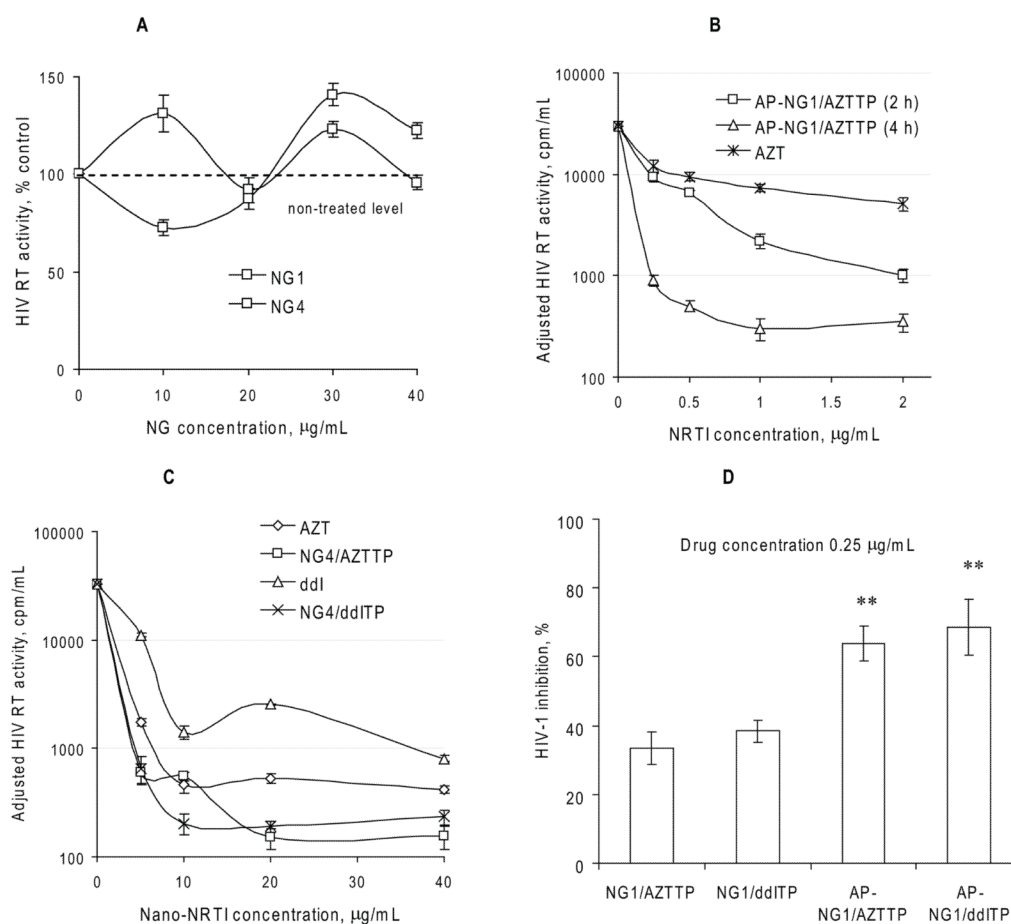 A
150
100
50
0
HIV RT activity, % control
non-treated level
NG1
NG4
0 10 20 30 40
NG concentration, μg/mL
B
100000
10000
1000
100
Adjusted HIV RT activity, cpm/mL
AP-NG1/AZTTP (2 h)
AP-NG1/AZTTP (4 h)
AZT
0 0.5 1 1.5 2
NRTI concentration, μg/mL
C
100000
10000
1000
100
Adjusted HIV RT activity, cpm/mL
AZT
NG4/AZTTP
ddI
NG4/ddITP
0 10 20 30 40
Nano-NRTI concentration, μg/mL
D
100
80
60
40
20
0
HIV-1 inhibition, %
Drug concentration 0.25 μg/mL
**
**
NG1/AZTTP NG1/ddITP AP- AP-
NG1/AZTTP NG1/ddITP